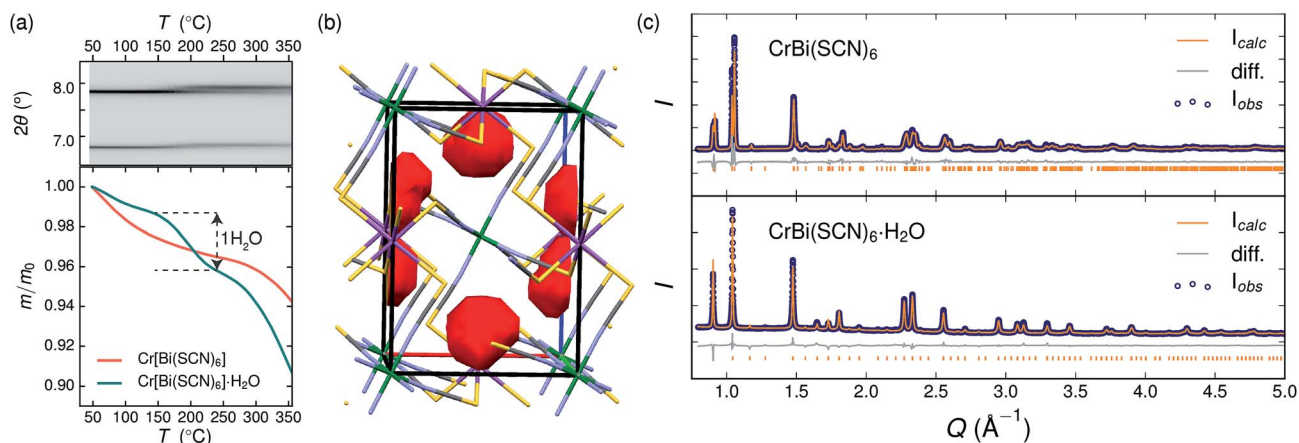 (a)
T (°C)
50 100 150 200 250 300 350
8.0
7.0
2θ (°)
1.00
0.98
0.96
0.94
0.92
0.90
m/m0
1H2O
Cr[Bi(SCN)6]
Cr[Bi(SCN)6]·H2O
50 100 150 200 250 300 350
T (°C)
(b)
(c)
CrBi(SCN)6
Icalc
diff.
Iobs
I
CrBi(SCN)6·H2O
Icalc
diff.
Iobs
I
1.0 1.5 2.0 2.5 3.0 3.5 4.0 4.5 5.0
Q (Å−1)